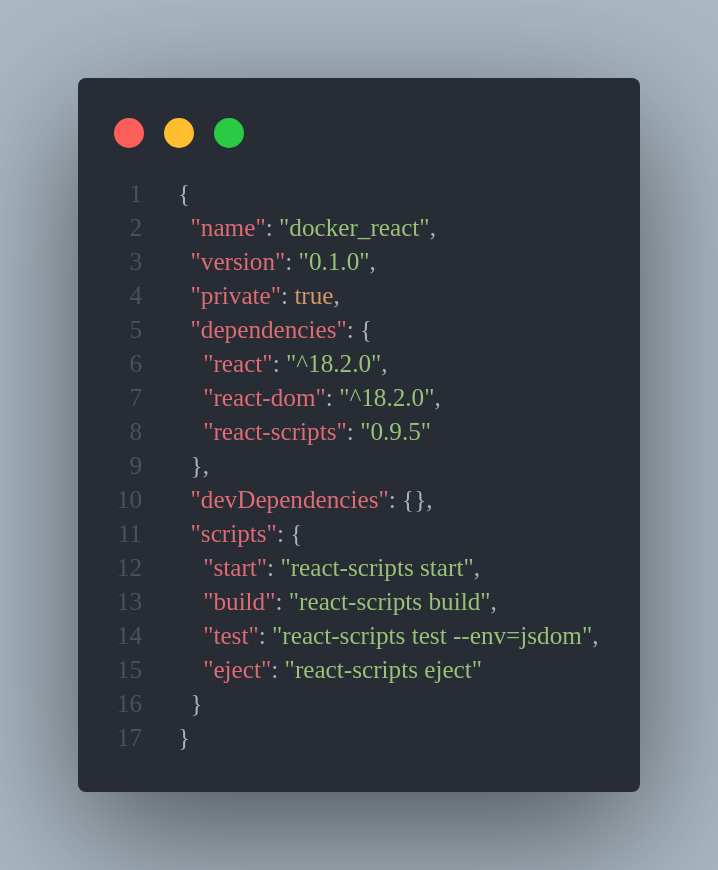 1 {
2 "name": "docker_react",
3 "version": "0.1.0",
4 "private": true,
5 "dependencies": {
6 "react": "^18.2.0",
7 "react-dom": "^18.2.0",
8 "react-scripts": "0.9.5"
9 },
10 "devDependencies": {},
11 "scripts": {
12 "start": "react-scripts start",
13 "build": "react-scripts build",
14 "test": "react-scripts test --env=jsdom",
15 "eject": "react-scripts eject"
16 }
17 }